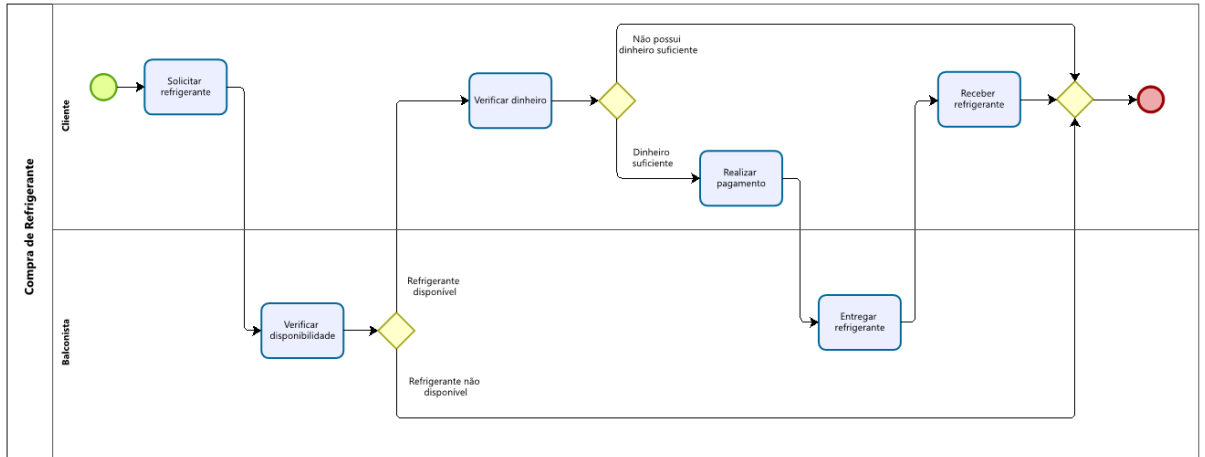 Compra de Refrigerante
Cliente
Solicitar
refrigerante
Verificar dinheiro
Não possui
dinheiro suficiente
Dinheiro
suficiente
Realizar
pagamento
Receber
refrigerante
Balconista
Verificar
disponibilidade
Refrigerante
disponível
Refrigerante não
disponível
Entregar
refrigerante